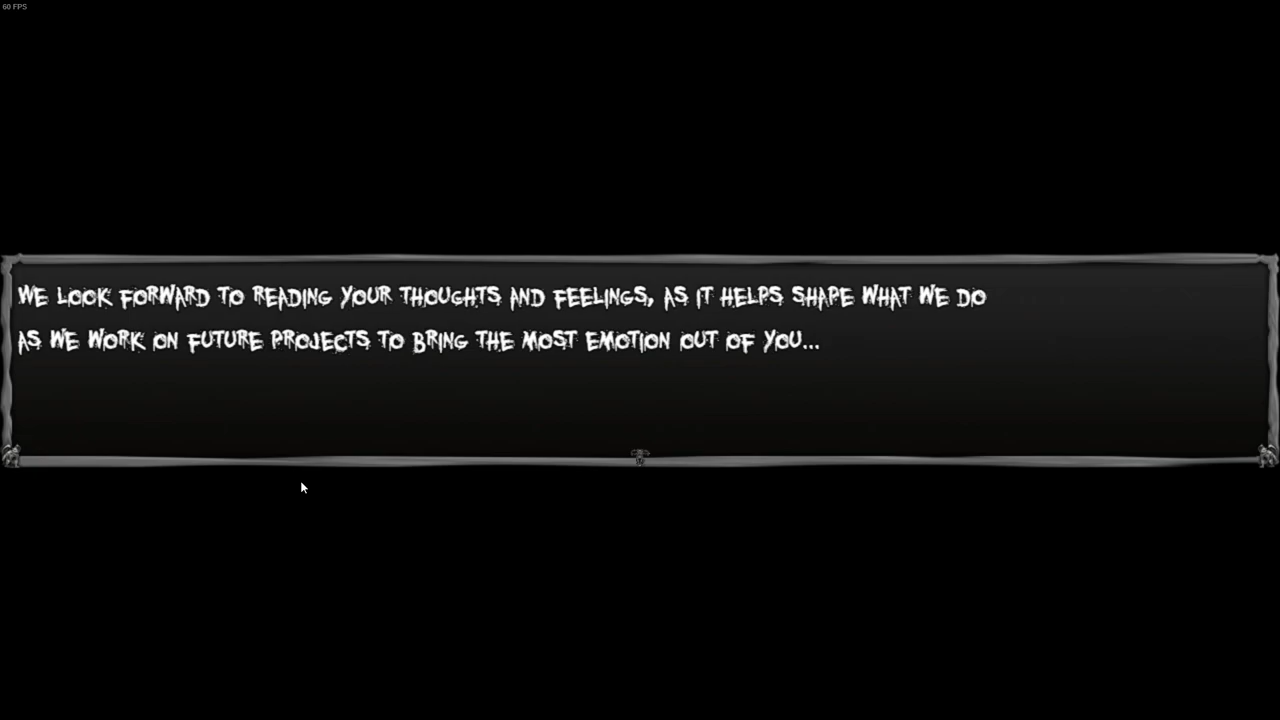 60 FPS
WE LOOK FORWARD TO READING YOUR THOUGHTS AND FEELINGS, AS IT HELPS SHAPE WHAT WE DO
AS WE WORK ON FUTURE PROJECTS TO BRING THE MOST EMOTION OUT OF YOU...